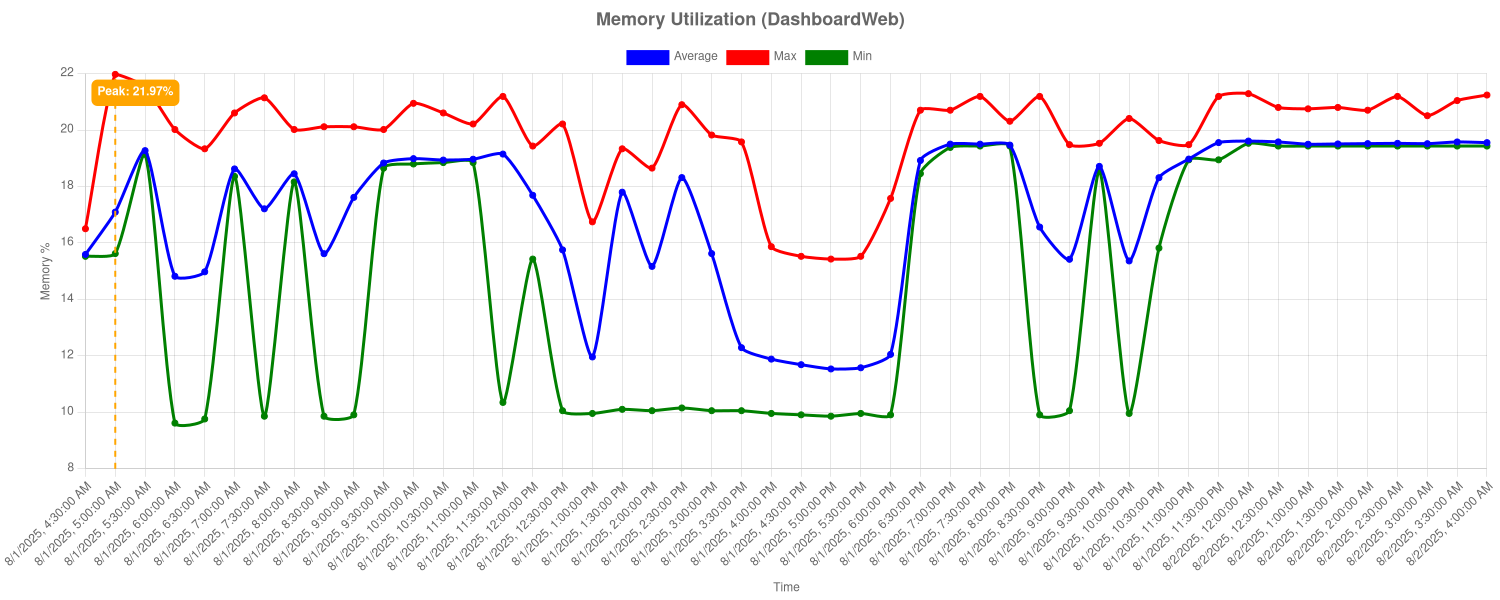 Memory Utilization (DashboardWeb)
Average Max Min
Peak: 21.97%
22
20
18
16
14
12
10
8
Memory %
8/1/2025, 4:30:00 AM
8/1/2025, 5:00:00 AM
8/1/2025, 5:30:00 AM
8/1/2025, 6:00:00 AM
8/1/2025, 6:30:00 AM
8/1/2025, 7:00:00 AM
8/1/2025, 7:30:00 AM
8/1/2025, 8:00:00 AM
8/1/2025, 8:30:00 AM
8/1/2025, 9:00:00 AM
8/1/2025, 9:30:00 AM
8/1/2025, 10:00:00 AM
8/1/2025, 10:30:00 AM
8/1/2025, 11:00:00 AM
8/1/2025, 11:30:00 AM
8/1/2025, 12:00:00 PM
8/1/2025, 12:30:00 PM
8/1/2025, 1:00:00 PM
8/1/2025, 1:30:00 PM
8/1/2025, 2:00:00 PM
8/1/2025, 2:30:00 PM
8/1/2025, 3:00:00 PM
8/1/2025, 3:30:00 PM
8/1/2025, 4:00:00 PM
8/1/2025, 4:30:00 PM
8/1/2025, 5:00:00 PM
8/1/2025, 5:30:00 PM
8/1/2025, 6:00:00 PM
8/1/2025, 6:30:00 PM
8/1/2025, 7:00:00 PM
8/1/2025, 7:30:00 PM
8/1/2025, 8:00:00 PM
8/1/2025, 8:30:00 PM
8/1/2025, 9:00:00 PM
8/1/2025, 9:30:00 PM
8/1/2025, 10:00:00 PM
8/1/2025, 10:30:00 PM
8/1/2025, 11:00:00 PM
8/1/2025, 11:30:00 PM
8/2/2025, 12:00:00 AM
8/2/2025, 12:30:00 AM
8/2/2025, 1:00:00 AM
8/2/2025, 1:30:00 AM
8/2/2025, 2:00:00 AM
8/2/2025, 2:30:00 AM
8/2/2025, 3:00:00 AM
8/2/2025, 3:30:00 AM
8/2/2025, 4:00:00 AM
Time